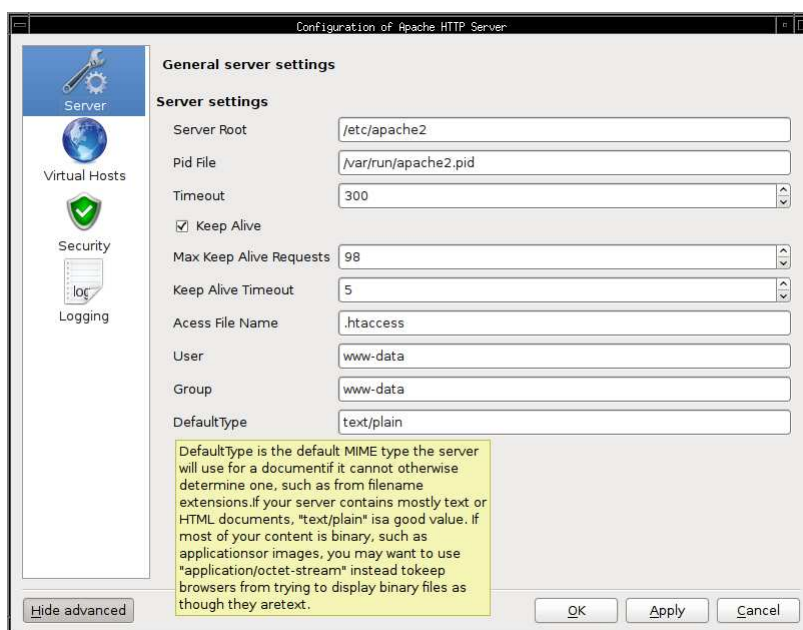 Configuration of Apache HTTP Server
Server
Virtual Hosts
Security
log
Logging
General server settings
Server settings
Server Root /etc/apache2
Pid File /var/run/apache2.pid
Timeout 300
Keep Alive
Max Keep Alive Requests 98
Keep Alive Timeout 5
Acess File Name .htaccess
User www-data
Group www-data
DefaultType text/plain
DefaultType is the default MIME type the server
will use for a documentif it cannot otherwise
determine one, such as from filename
extensions.If your server contains mostly text or
HTML documents, "text/plain" isa good value. If
most of your content is binary, such as
applicationsor images, you may want to use
"application/octet-stream" instead tokeep
browsers from trying to display binary files as
though they aretext.
Hide advanced
OK
Apply
Cancel